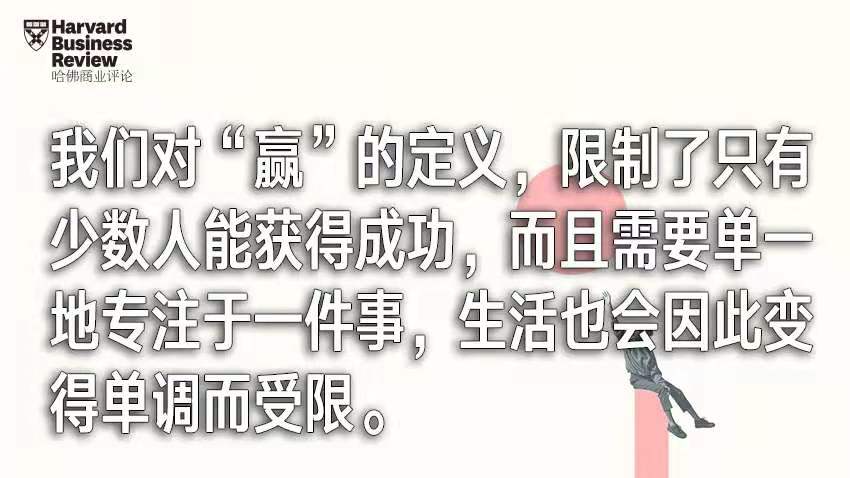 Harvard
Business
Review
哈佛商业评论
我们对“赢”的定义，限制了只有
少数人能获得成功，而且需要单一
地专注于一件事，生活也会因此变
得单调而受限。